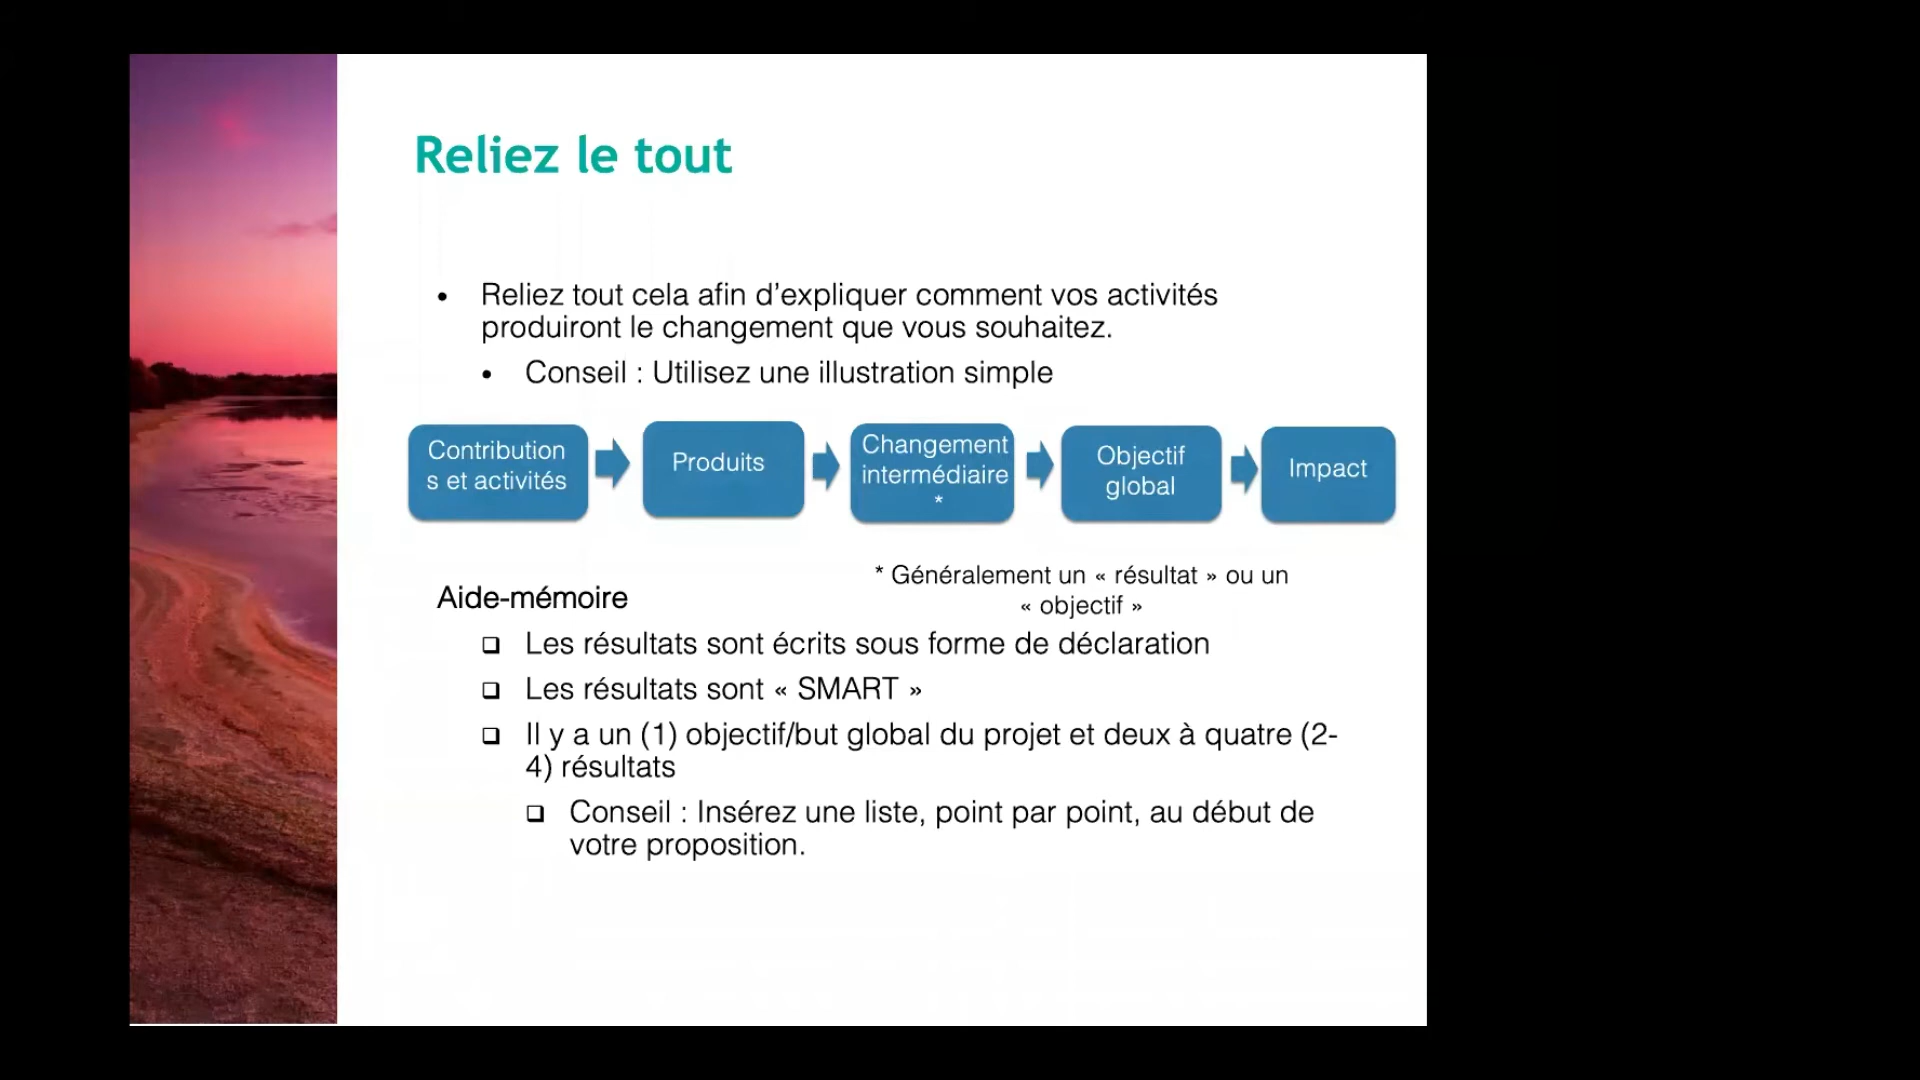 Reliez le tout
• Reliez tout cela afin d’expliquer comment vos activités
produiront le changement que vous souhaitez.
• Conseil : Utilisez une illustration simple
Contribution
s et activités
Produits
Changement
intermédiaire
*
Objectif
global
Impact
* Généralement un « résultat » ou un
« objectif »
Aide-mémoire
❑ Les résultats sont écrits sous forme de déclaration
❑ Les résultats sont « SMART »
❑ Il y a un (1) objectif/but global du projet et deux à quatre (2-
4) résultats
❑ Conseil : Insérez une liste, point par point, au début de
votre proposition.